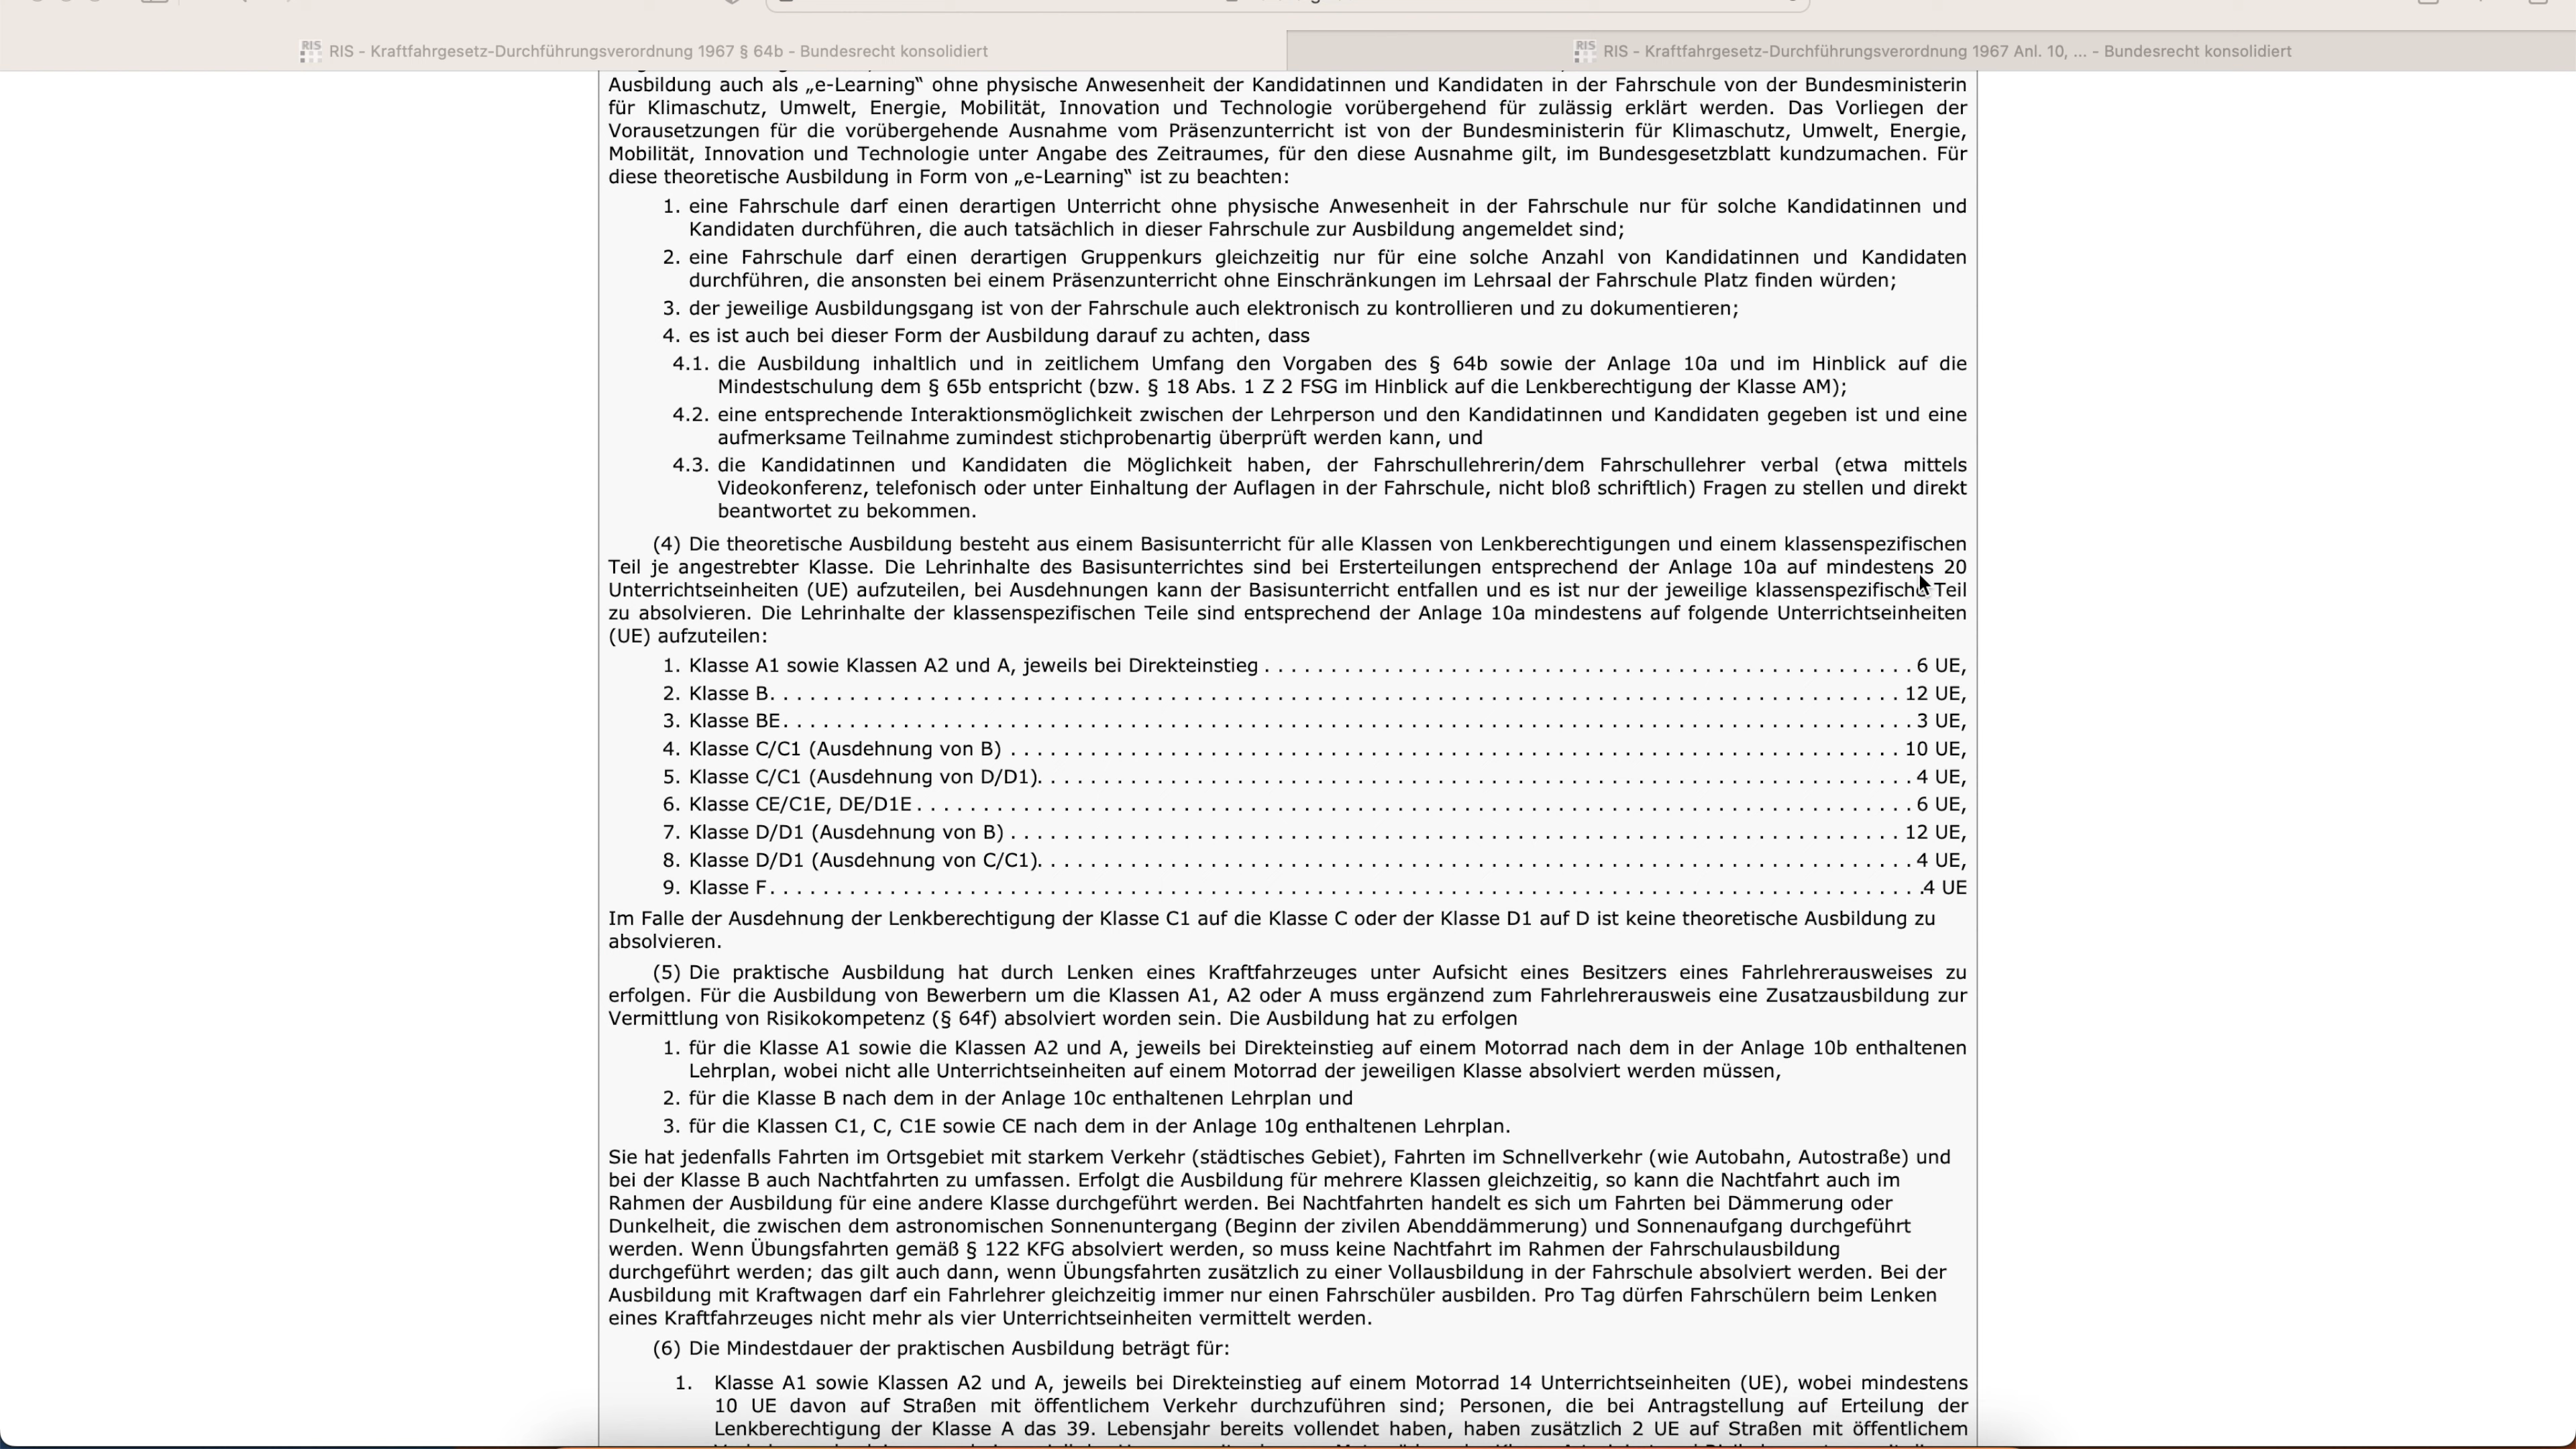 RIS - Kraftfahrgesetz-Durchführungsverordnung 1967 § 64b - Bundesrecht konsolidiert
RIS - Kraftfahrgesetz-Durchführungsverordnung 1967 Anl. 10, ... - Bundesrecht konsolidiert
Ausbildung auch als „e-Learning“ ohne physische Anwesenheit der Kandidatinnen und Kandidaten in der Fahrschule von der Bundesministerin
für Klimaschutz, Umwelt, Energie, Mobilität, Innovation und Technologie vorübergehend für zulässig erklärt werden. Das Vorliegen der
Vorausetzungen für die vorübergehende Ausnahme vom Präsenzunterricht ist von der Bundesministerin für Klimaschutz, Umwelt, Energie,
Mobilität, Innovation und Technologie unter Angabe des Zeitraumes, für den diese Ausnahme gilt, im Bundesgesetzblatt kundzumachen. Für
diese theoretische Ausbildung in Form von „e-Learning“ ist zu beachten:
1. eine Fahrschule darf einen derartigen Unterricht ohne physische Anwesenheit in der Fahrschule nur für solche Kandidatinnen und
Kandidaten durchführen, die auch tatsächlich in dieser Fahrschule zur Ausbildung angemeldet sind;
2. eine Fahrschule darf einen derartigen Gruppenkurs gleichzeitig nur für eine solche Anzahl von Kandidatinnen und Kandidaten
durchführen, die ansonsten bei einem Präsenzunterricht ohne Einschränkungen im Lehrsaal der Fahrschule Platz finden würden;
3. der jeweilige Ausbildungsgang ist von der Fahrschule auch elektronisch zu kontrollieren und zu dokumentieren;
4. es ist auch bei dieser Form der Ausbildung darauf zu achten, dass
4.1. die Ausbildung inhaltlich und in zeitlichem Umfang den Vorgaben des § 64b sowie der Anlage 10a und im Hinblick auf die
Mindestschulung dem § 65b entspricht (bzw. § 18 Abs. 1 Z 2 FSG im Hinblick auf die Lenkberechtigung der Klasse AM);
4.2. eine entsprechende Interaktionsmöglichkeit zwischen der Lehrperson und den Kandidatinnen und Kandidaten gegeben ist und eine
aufmerksame Teilnahme zumindest stichprobenartig überprüft werden kann, und
4.3. die Kandidatinnen und Kandidaten die Möglichkeit haben, der Fahrschullehrerin/dem Fahrschullehrer verbal (etwa mittels
Videokonferenz, telefonisch oder unter Einhaltung der Auflagen in der Fahrschule, nicht bloß schriftlich) Fragen zu stellen und direkt
beantwortet zu bekommen.
(4) Die theoretische Ausbildung besteht aus einem Basisunterricht für alle Klassen von Lenkberechtigungen und einem klassenspezifischen
Teil je angestrebter Klasse. Die Lehrinhalte des Basisunterrichtes sind bei Ersterteilungen entsprechend der Anlage 10a auf mindestens 20
Unterrichtseinheiten (UE) aufzuteilen, bei Ausdehnungen kann der Basisunterricht entfallen und es ist nur der jeweilige klassenspezifische Teil
zu absolvieren. Die Lehrinhalte der klassenspezifischen Teile sind entsprechend der Anlage 10a mindestens auf folgende Unterrichtseinheiten
(UE) aufzuteilen:
1. Klasse A1 sowie Klassen A2 und A, jeweils bei Direkteinstieg . . . . . 6 UE,
2. Klasse B. . . . . 12 UE,
3. Klasse BE. . . . . 3 UE,
4. Klasse C/C1 (Ausdehnung von B) . . . . . 10 UE,
5. Klasse C/C1 (Ausdehnung von D/D1). . . . . 4 UE,
6. Klasse CE/C1E, DE/D1E . . . . . 6 UE,
7. Klasse D/D1 (Ausdehnung von B) . . . . . 12 UE,
8. Klasse D/D1 (Ausdehnung von C/C1). . . . . 4 UE,
9. Klasse F. . . . . 4 UE
Im Falle der Ausdehnung der Lenkberechtigung der Klasse C1 auf die Klasse C oder der Klasse D1 auf D ist keine theoretische Ausbildung zu
absolvieren.
(5) Die praktische Ausbildung hat durch Lenken eines Kraftfahrzeuges unter Aufsicht eines Besitzers eines Fahrlehrerausweises zu
erfolgen. Für die Ausbildung von Bewerbern um die Klassen A1, A2 oder A muss ergänzend zum Fahrlehrerausweis eine Zusatzausbildung zur
Vermittlung von Risikokompetenz (§ 64f) absolviert worden sein. Die Ausbildung hat zu erfolgen
1. für die Klasse A1 sowie die Klassen A2 und A, jeweils bei Direkteinstieg auf einem Motorrad nach dem in der Anlage 10b enthaltenen
Lehrplan, wobei nicht alle Unterrichtseinheiten auf einem Motorrad der jeweiligen Klasse absolviert werden müssen,
2. für die Klasse B nach dem in der Anlage 10c enthaltenen Lehrplan und
3. für die Klassen C1, C, C1E sowie CE nach dem in der Anlage 10g enthaltenen Lehrplan.
Sie hat jedenfalls Fahrten im Ortsgebiet mit starkem Verkehr (städtisches Gebiet), Fahrten im Schnellverkehr (wie Autobahn, Autostraße) und
bei der Klasse B auch Nachtfahrten zu umfassen. Erfolgt die Ausbildung für mehrere Klassen gleichzeitig, so kann die Nachtfahrt auch im
Rahmen der Ausbildung für eine andere Klasse durchgeführt werden. Bei Nachtfahrten handelt es sich um Fahrten bei Dämmerung oder
Dunkelheit, die zwischen dem astronomischen Sonnenuntergang (Beginn der zivilen Abenddämmerung) und Sonnenaufgang durchgeführt
werden. Wenn Übungsfahrten gemäß § 122 KFG absolviert werden, so muss keine Nachtfahrt im Rahmen der Fahrschulausbildung
durchgeführt werden; das gilt auch dann, wenn Übungsfahrten zusätzlich zu einer Vollausbildung in der Fahrschule absolviert werden. Bei der
Ausbildung mit Kraftwagen darf ein Fahrlehrer gleichzeitig immer nur einen Fahrschüler ausbilden. Pro Tag dürfen Fahrschülern beim Lenken
eines Kraftfahrzeuges nicht mehr als vier Unterrichtseinheiten vermittelt werden.
(6) Die Mindestdauer der praktischen Ausbildung beträgt für:
1. Klasse A1 sowie Klassen A2 und A, jeweils bei Direkteinstieg auf einem Motorrad 14 Unterrichtseinheiten (UE), wobei mindestens
10 UE davon auf Straßen mit öffentlichem Verkehr durchzuführen sind; Personen, die bei Antragstellung auf Erteilung der
Lenkberechtigung der Klasse A das 39. Lebensjahr bereits vollendet haben, haben zusätzlich 2 UE auf Straßen mit öffentlichem